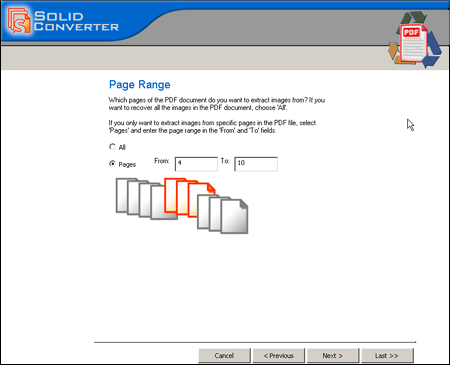 SOLID
CONVERTER
PDF
Page Range
Which pages of the PDF document do you want to extract images from? If you
want to recover all the images in the PDF document, choose 'All'.
If you only want to extract images from specific pages in the PDF file, select
'Pages' and enter the page range in the 'From' and 'To' fields.
All
Pages From: 4 To: 10
Cancel < Previous Next > Last >>